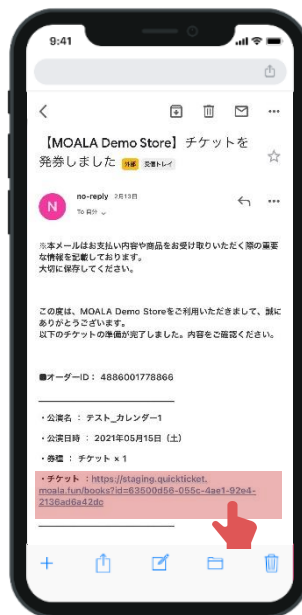 9:41
【MOALA Demo Store】チケットを
発券しました 外部 受信トレイ
N
no-reply 2月13日
To 自分
※本メールはお支払い内容や商品をお受け取りいただく際の重要
な情報を記載しております。
大切に保存してください。
この度は、MOALA Demo Storeをご利用いただきまして、誠に
ありがとうございます。
以下のチケットの準備が完了しました。内容をご確認ください。
■オーダーID： 4886001778866
・公演名 ： テスト_カレンダー1
・公演日時 ： 2021年05月15日（土）
・券種 ： チケット × 1
・チケット ：https://staging.quickticket.
moala.fun/books?id=63500d56-055c-4ae1-92e4-
2136ad6a42dc